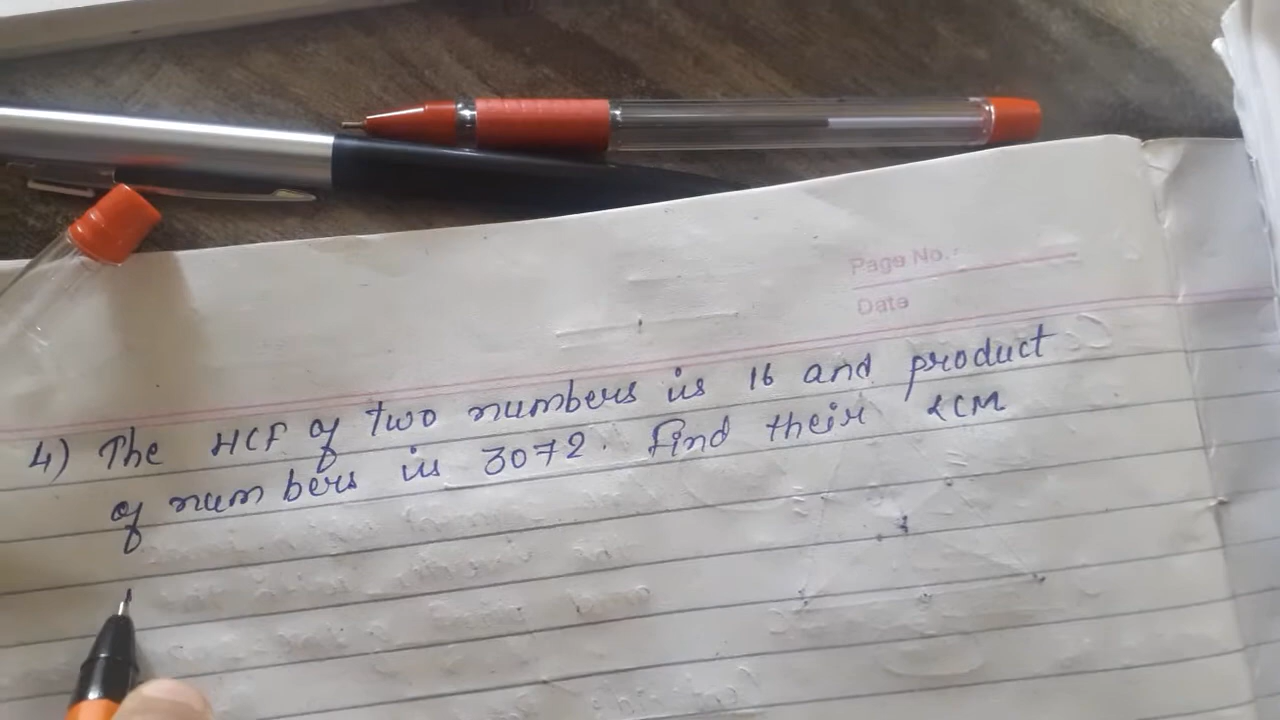 Page No.:
Date
4) The HCF of two numbers is 16 and product
of numbers is 3072. Find their LCM